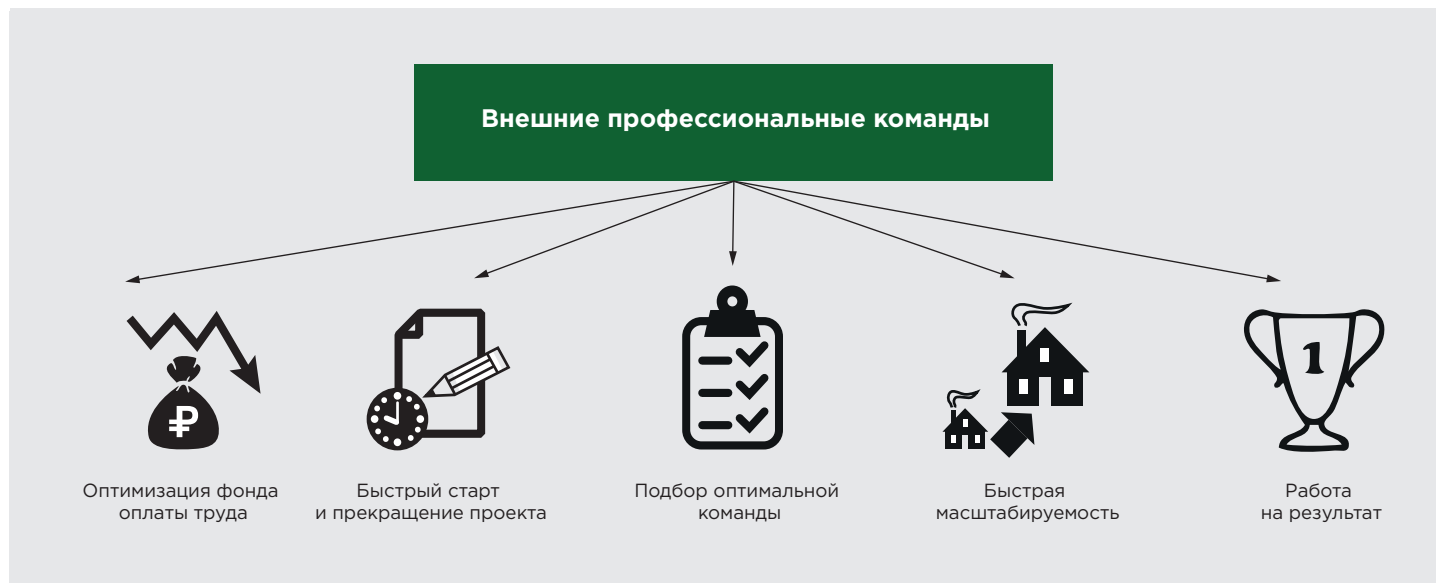 Внешние профессиональные команды
₽
1
Оптимизация фонда
оплаты труда
Быстрый старт
и прекращение проекта
Подбор оптимальной
команды
Быстрая
масштабируемость
Работа
на результат